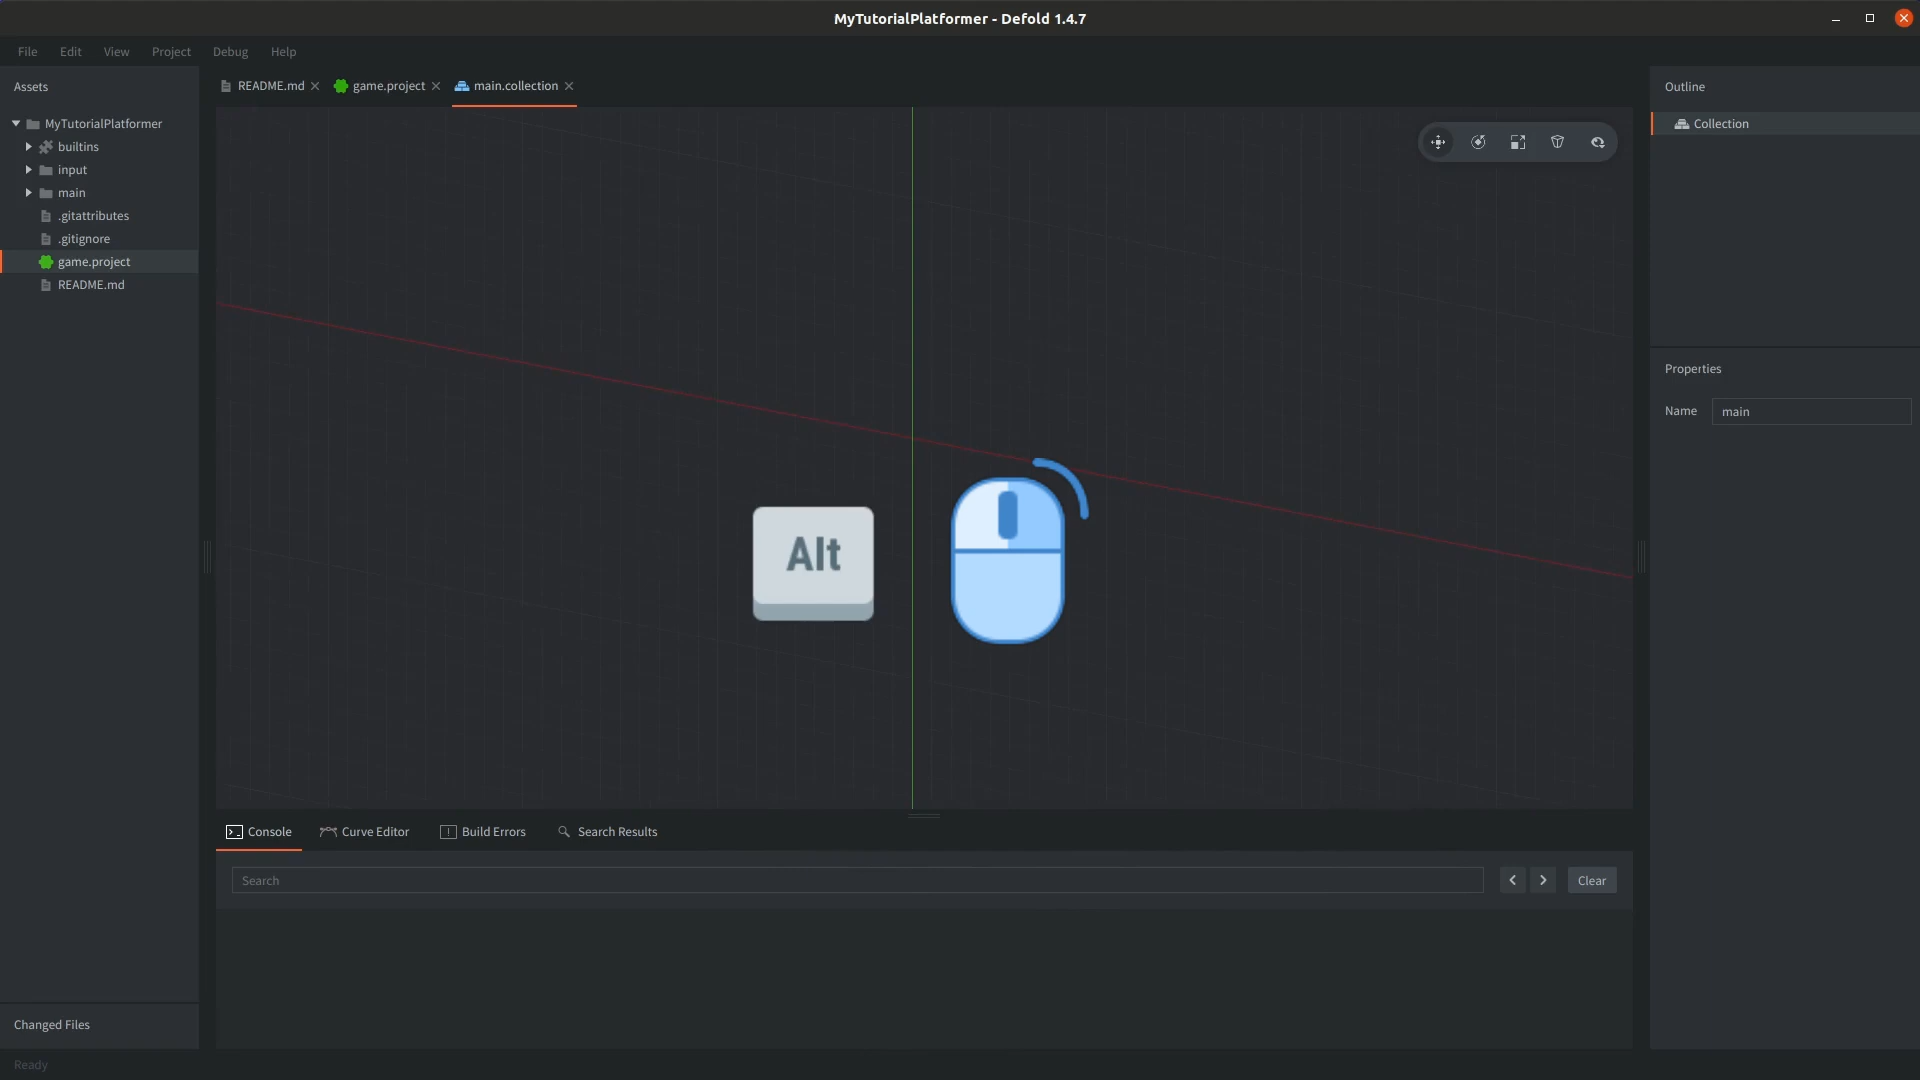 MyTutorialPlatformer - Defold 1.4.7
File Edit View Project Debug Help
Assets
MyTutorialPlatformer
builtins
input
main
.gitattributes
.gitignore
game.project
README.md
README.md game.project main.collection
Alt
Console Curve Editor Build Errors Search Results
Search
Clear
Outline
Collection
Properties
Name main
Changed Files
Ready